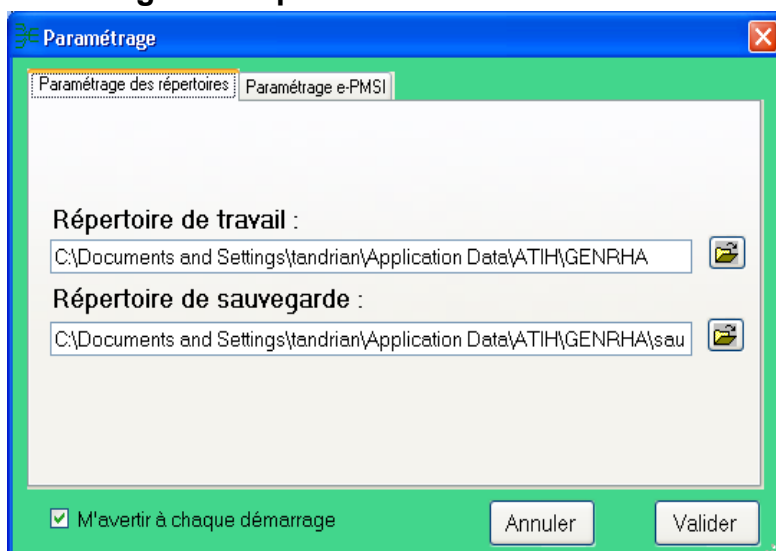 Paramétrage
Paramétrage des répertoires Paramétrage e-PMSI
Répertoire de travail :
C:\Documents and Settings\tandrian\Application Data\ATIH\GENRHA
Répertoire de sauvegarde :
C:\Documents and Settings\tandrian\Application Data\ATIH\GENRHA\sau
M'avertir à chaque démarrage
Annuler Valider